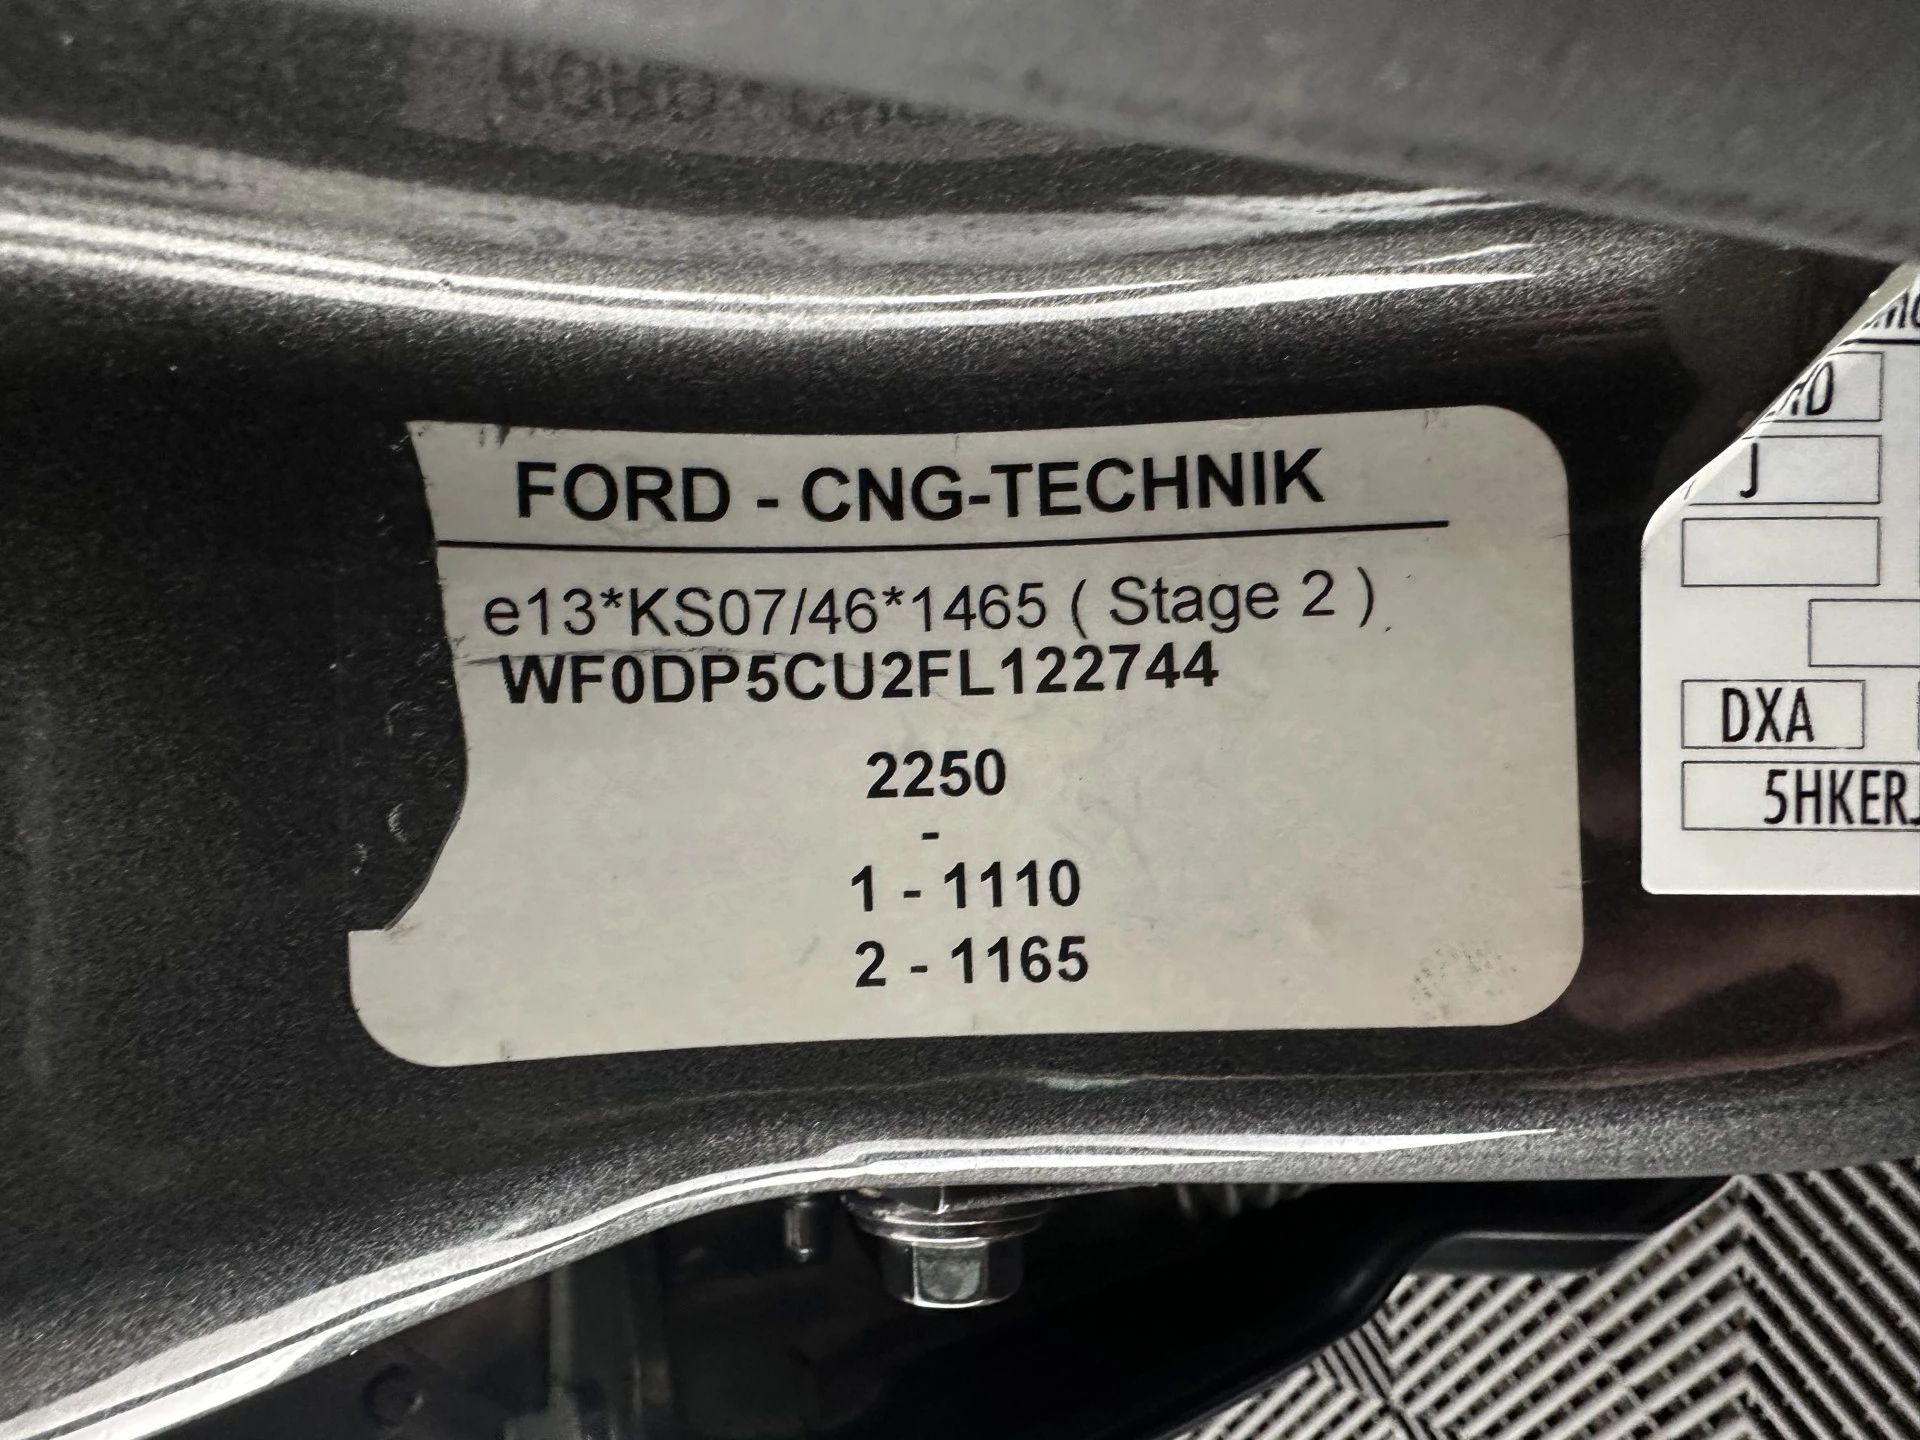 FORD - CNG-TECHNIK
e13*KS07/46*1465 ( Stage 2 )
WF0DP5CU2FL122744
2250
-
1 - 1110
2 - 1165
J
DXA
5HKERJ